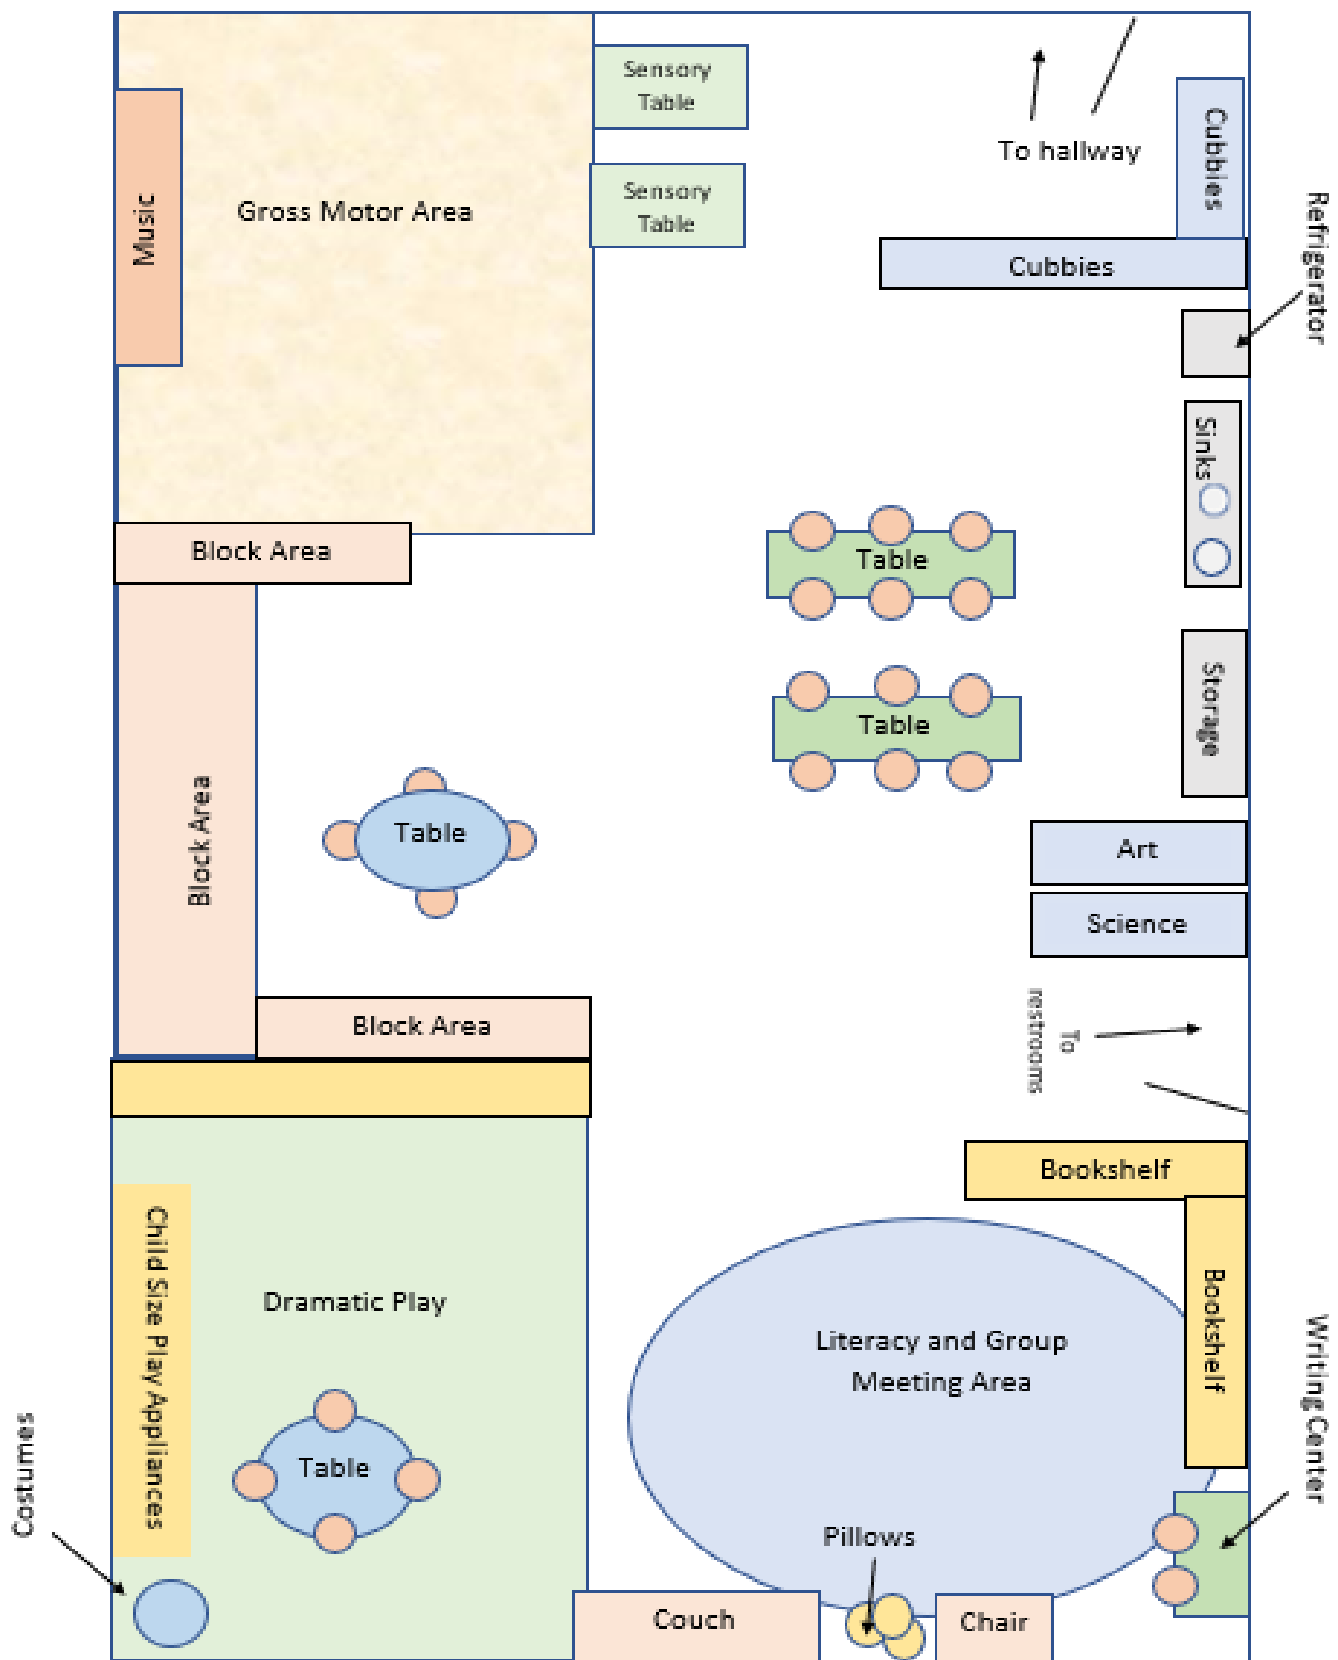 Sensory
Table
To hallway
Cubbies
Sensory
Table
Music
Gross Motor Area
Cubbies
Refrigerator
Sinks
Block Area
Table
Storage
Table
Block Area
Table
Art
Science
Block Area
To
restrooms
Bookshelf
Child Size Play Appliances
Dramatic Play
Bookshelf
Literacy and Group
Meeting Area
Writing Center
Costumes
Table
Pillows
Couch
Chair